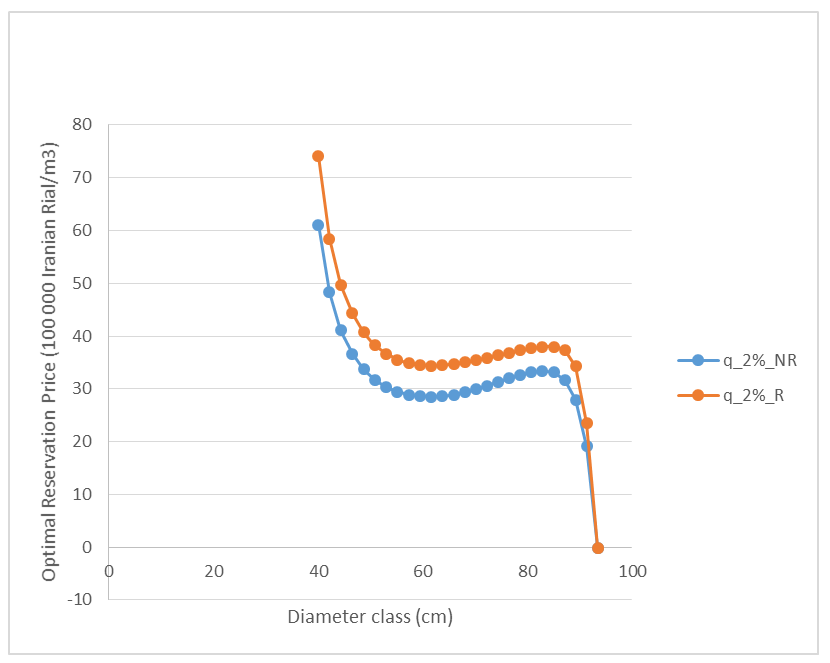 Optimal Reservation Price (100 000 Iranian Rial/m3)
80
70
60
50
40
30
20
10
0
-10
0 20 40 60 80 100
Diameter class (cm)
q_2%_NR
q_2%_R